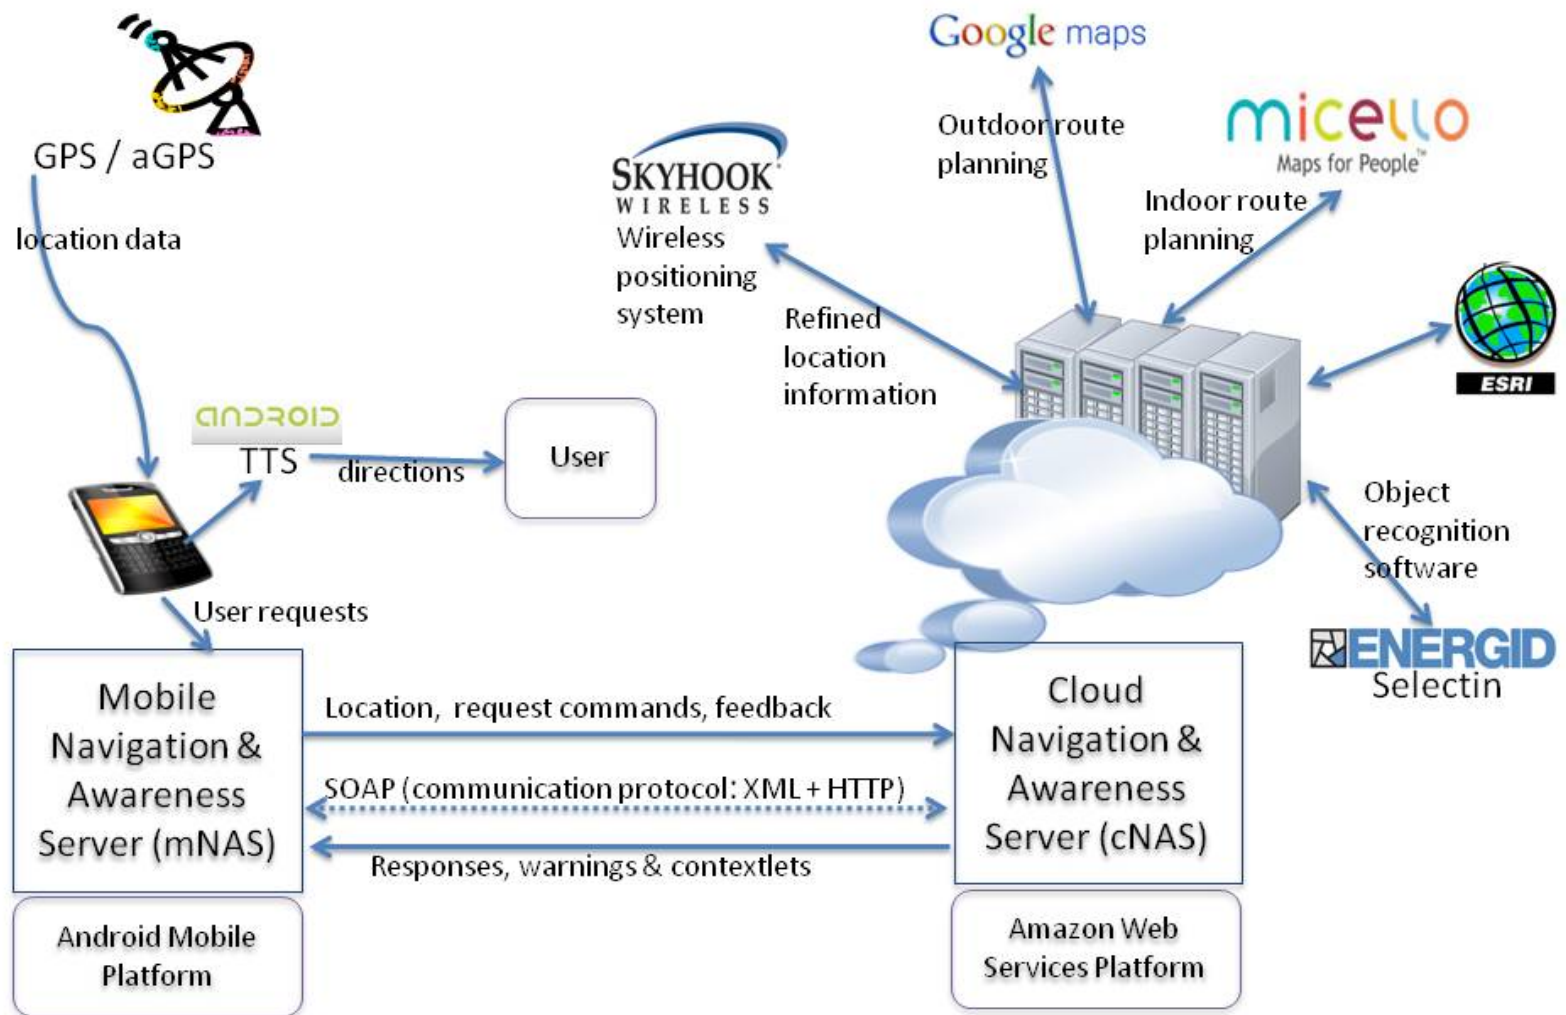 GPS / aGPS
location data
ANDROID
TTS
directions
User
User requests
SKYHOOK
WIRELESS
Wireless
positioning
system
Refined
location
information
Google maps
Outdoor route
planning
micello
Maps for People™
Indoor route
planning
ESRI
Object
recognition
software
ENERGID
Selectin
Mobile
Navigation &
Awareness
Server (mNAS)
Android Mobile
Platform
Location, request commands, feedback
SOAP (communication protocol: XML + HTTP)
Responses, warnings & contextlets
Cloud
Navigation &
Awareness
Server (cNAS)
Amazon Web
Services Platform